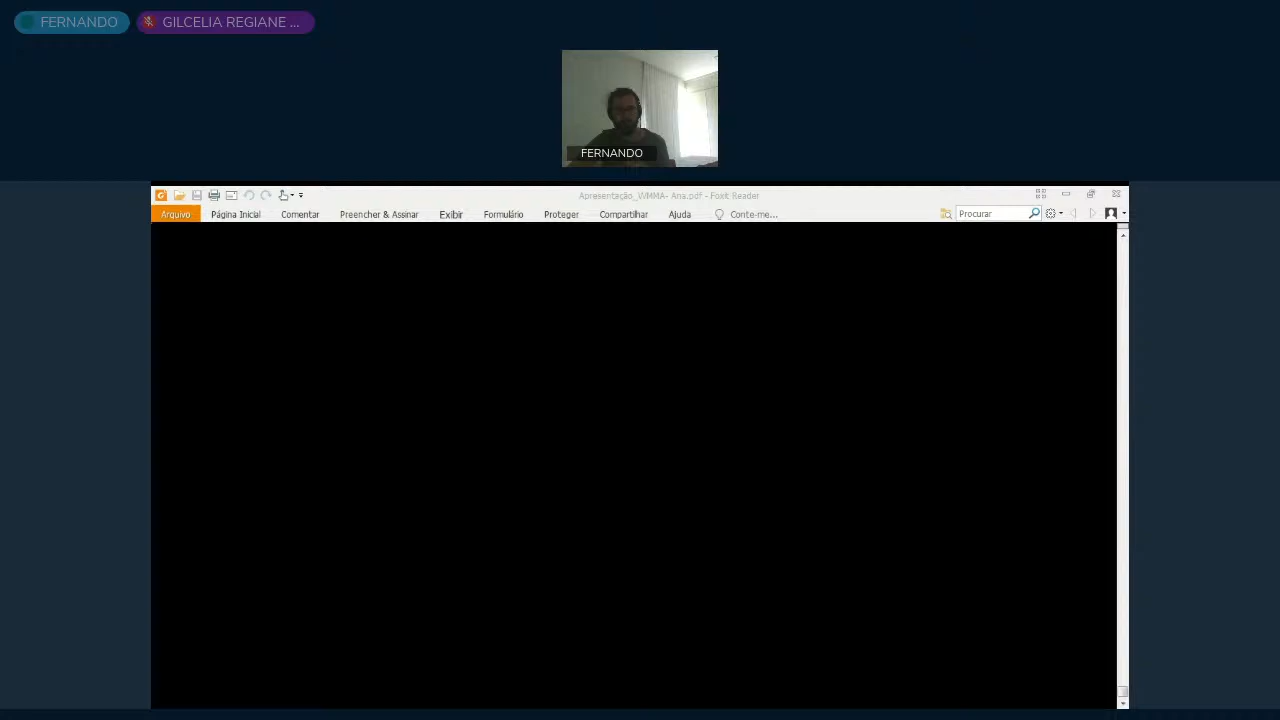 FERNANDO
GILCELIA REGIANE ...
FERNANDO
Apresentação_WMMA- Ana.pdf - Foxit Reader
Arquivo Página Inicial Comentar Preencher & Assinar Exibir Formulário Proteger Compartilhar Ajuda Conte-me... Procurar